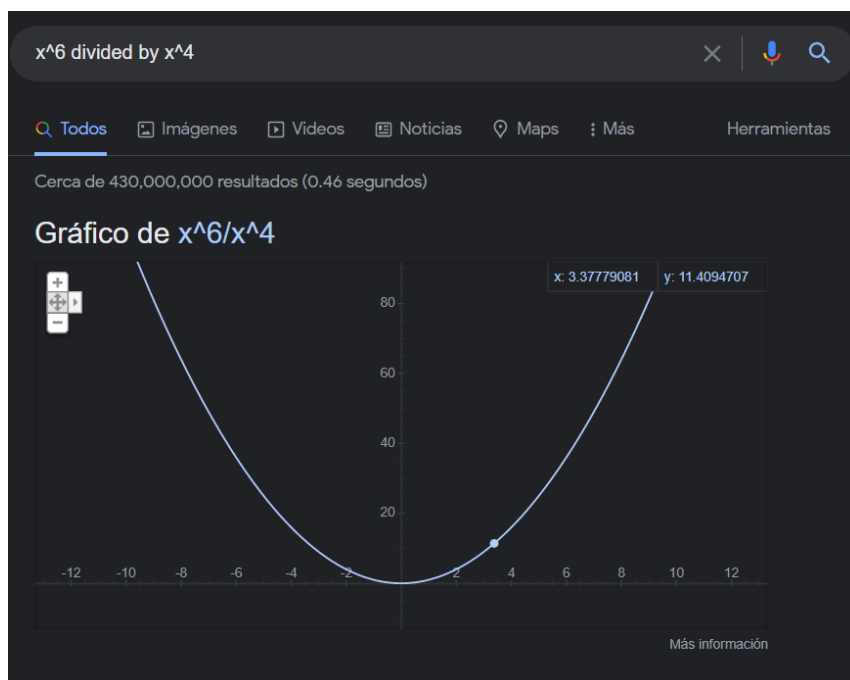 x^6 divided by x^4
Todos Imágenes Videos Noticias Maps Más Herramientas
Cerca de 430,000,000 resultados (0.46 segundos)
Gráfico de x^6/x^4
x: 3.37779081 y: 11.4094707
80
60
40
20
-12 -10 -8 -6 -4 -2 2 4 6 8 10 12
Más información